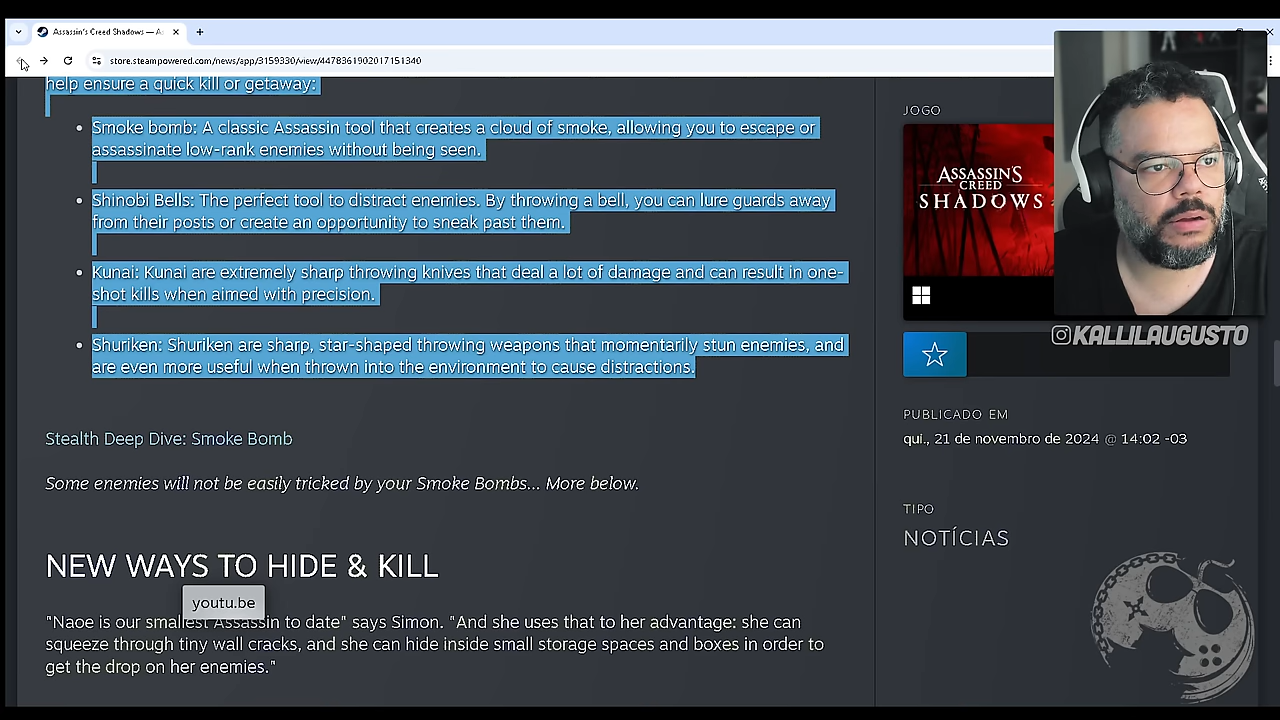 Assassin's Creed Shadows — A
store.steampowered.com/news/app/3159330/view/4478361902017151340
help ensure a quick kill or getaway:
• Smoke bomb: A classic Assassin tool that creates a cloud of smoke, allowing you to escape or
assassinate low-rank enemies without being seen.
• Shinobi Bells: The perfect tool to distract enemies. By throwing a bell, you can lure guards away
from their posts or create an opportunity to sneak past them.
• Kunai: Kunai are extremely sharp throwing knives that deal a lot of damage and can result in one-
shot kills when aimed with precision.
• Shuriken: Shuriken are sharp, star-shaped throwing weapons that momentarily stun enemies, and
are even more useful when thrown into the environment to cause distractions.
Stealth Deep Dive: Smoke Bomb
Some enemies will not be easily tricked by your Smoke Bombs... More below.
NEW WAYS TO HIDE & KILL
youtu.be
"Naoe is our smallest Assassin to date" says Simon. "And she uses that to her advantage: she can
squeeze through tiny wall cracks, and she can hide inside small storage spaces and boxes in order to
get the drop on her enemies."
JOGO
ASSASSIN'S
CREED
SHADOWS
@KALLILAUGUSTO
PUBLICADO EM
qui., 21 de novembro de 2024 @ 14:02 -03
TIPO
NOTÍCIAS